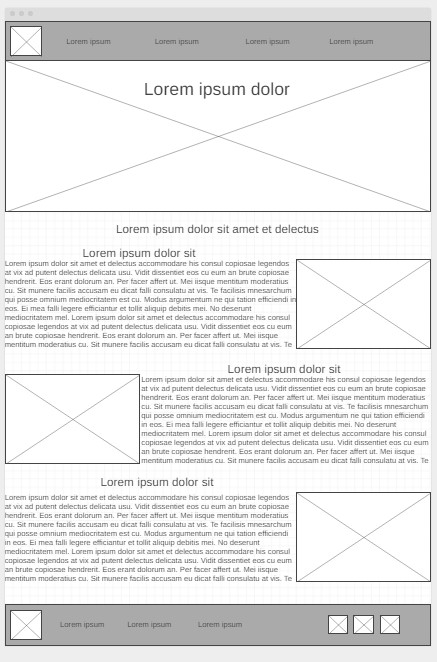 Lorem ipsum Lorem ipsum Lorem ipsum Lorem ipsum
Lorem ipsum dolor
Lorem ipsum dolor sit amet et delectus
Lorem ipsum dolor sit
Lorem ipsum dolor sit amet et delectus accommodare his consul copiosae legendos
at vix ad putent delectus delicata usu. Vidit dissentiet eos cu eum an brute copiosae
hendrerit. Eos erant dolorum an. Per facer affert ut. Mei iisque mentitum moderatius
cu. Sit munere facilis accusam eu dicat falli consulatu at vis. Te facilisis mnesarchum
qui posse omnium mediocritatem est cu. Modus argumentum ne qui tation efficiendi in
eos. Ei mea falli legere efficiantur et tollit aliquip debitis mei. No deserunt
mediocritatem mel. Lorem ipsum dolor sit amet et delectus accommodare his consul
copiosae legendos at vix ad putent delectus delicata usu. Vidit dissentiet eos cu eum
an brute copiosae hendrerit. Eos erant dolorum an. Per facer affert ut. Mei iisque
mentitum moderatius cu. Sit munere facilis accusam eu dicat falli consulatu at vis. Te
Lorem ipsum dolor sit
Lorem ipsum dolor sit amet et delectus accommodare his consul copiosae legendos
at vix ad putent delectus delicata usu. Vidit dissentiet eos cu eum an brute copiosae
hendrerit. Eos erant dolorum an. Per facer affert ut. Mei iisque mentitum moderatius
cu. Sit munere facilis accusam eu dicat falli consulatu at vis. Te facilisis mnesarchum
qui posse omnium mediocritatem est cu. Modus argumentum ne qui tation efficiendi
in eos. Ei mea falli legere efficiantur et tollit aliquip debitis mei. No deserunt
mediocritatem mel. Lorem ipsum dolor sit amet et delectus accommodare his consul
copiosae legendos at vix ad putent delectus delicata usu. Vidit dissentiet eos cu eum
an brute copiosae hendrerit. Eos erant dolorum an. Per facer affert ut. Mei iisque
mentitum moderatius cu. Sit munere facilis accusam eu dicat falli consulatu at vis. Te
Lorem ipsum dolor sit
Lorem ipsum dolor sit amet et delectus accommodare his consul copiosae legendos
at vix ad putent delectus delicata usu. Vidit dissentiet eos cu eum an brute copiosae
hendrerit. Eos erant dolorum an. Per facer affert ut. Mei iisque mentitum moderatius
cu. Sit munere facilis accusam eu dicat falli consulatu at vis. Te facilisis mnesarchum
qui posse omnium mediocritatem est cu. Modus argumentum ne qui tation efficiendi
in eos. Ei mea falli legere efficiantur et tollit aliquip debitis mei. No deserunt
mediocritatem mel. Lorem ipsum dolor sit amet et delectus accommodare his consul
copiosae legendos at vix ad putent delectus delicata usu. Vidit dissentiet eos cu eum
an brute copiosae hendrerit. Eos erant dolorum an. Per facer affert ut. Mei iisque
mentitum moderatius cu. Sit munere facilis accusam eu dicat falli consulatu at vis. Te
Lorem ipsum Lorem ipsum Lorem ipsum